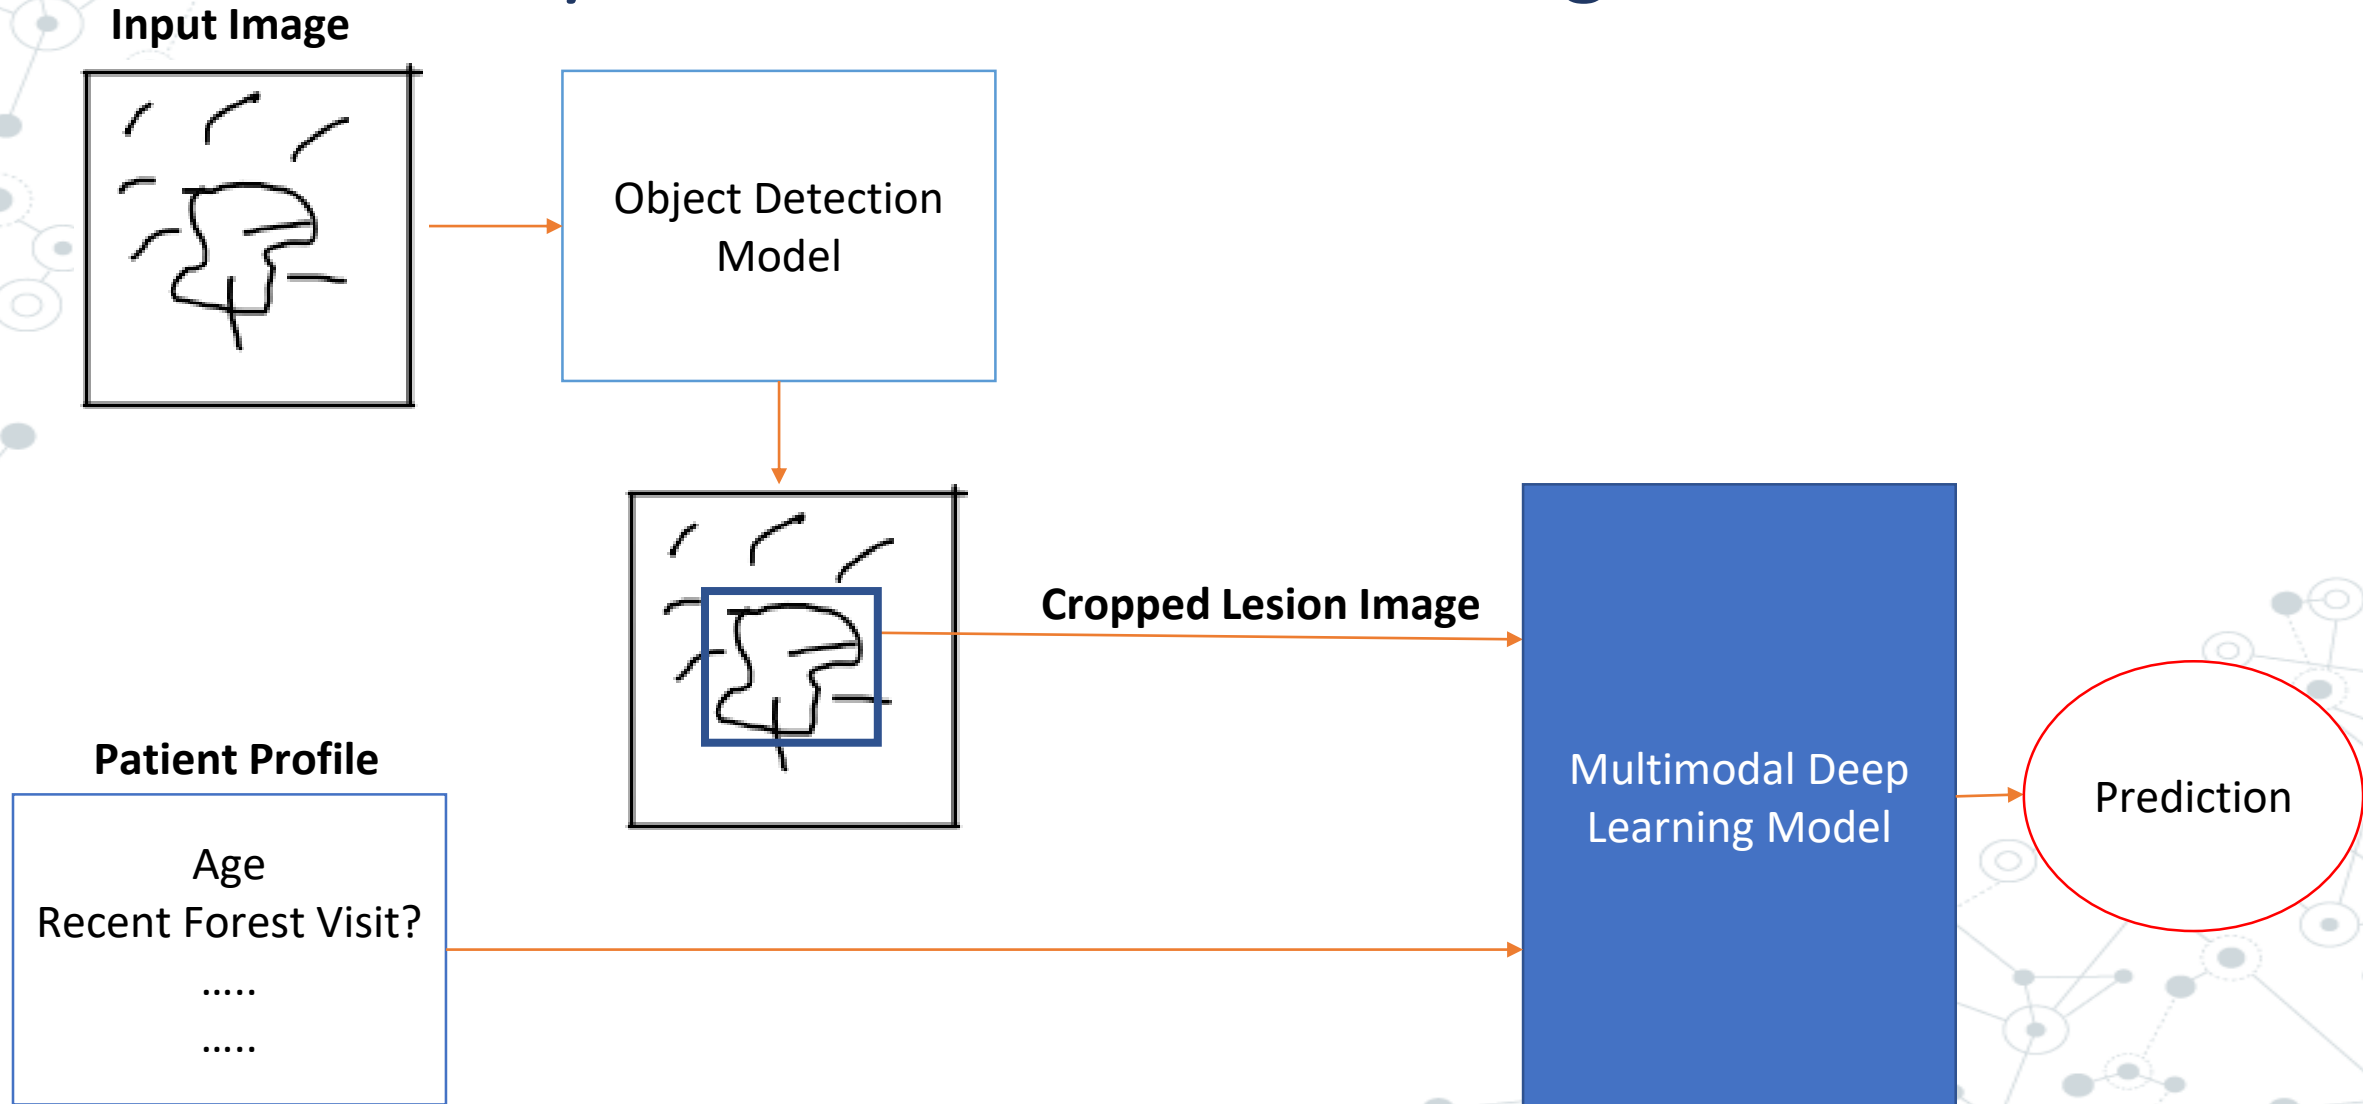 Input Image
Object Detection
Model
Cropped Lesion Image
Patient Profile
Age
Recent Forest Visit?
.....
.....
Multimodal Deep
Learning Model
Prediction